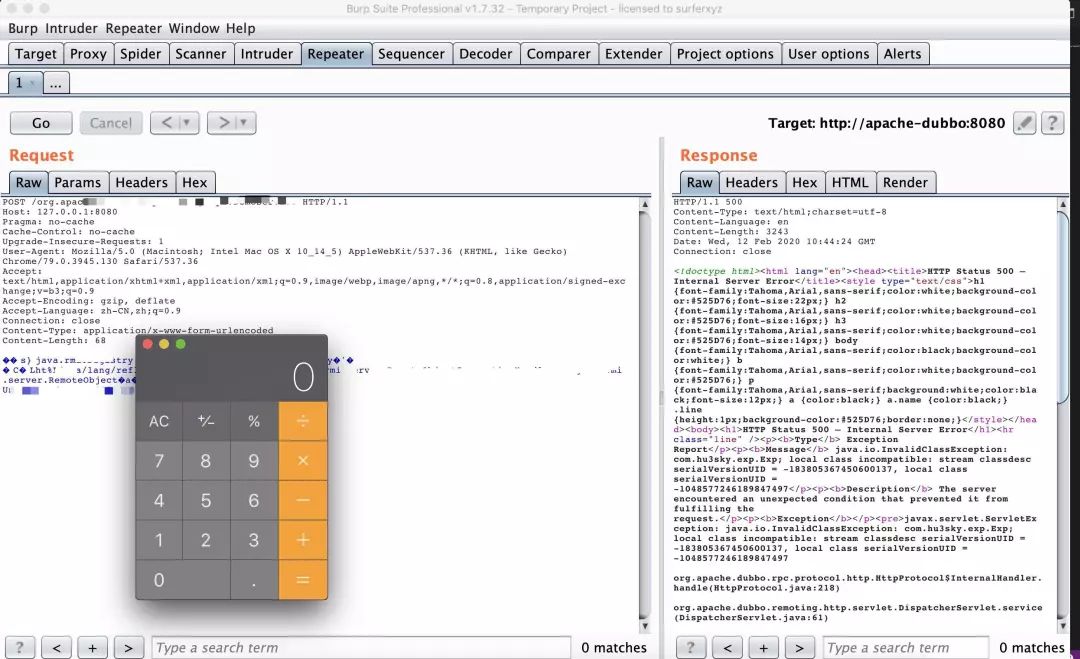 Burp Suite Professional v1.7.32 - Temporary Project - licensed to surferxyz
Burp Intruder Repeater Window Help
Target Proxy Spider Scanner Intruder Repeater Sequencer Decoder Comparer Extender Project options User options Alerts
1 ...
Go Cancel < > Target: http://apache-dubbo:8080 ?
Request
Raw Params Headers Hex
POST /org.apac HTTP/1.1
Host: 127.0.0.1:8080
Pragma: no-cache
Cache-Control: no-cache
Upgrade-Insecure-Requests: 1
User-Agent: Mozilla/5.0 (Macintosh; Intel Mac OS X 10_14_5) AppleWebKit/537.36 (KHTML, like Gecko)
Chrome/79.0.3945.130 Safari/537.36
Accept:
text/html,application/xhtml+xml,application/xml;q=0.9,image/webp,image/apng,*/*;q=0.8,application/signed-exc
hange;v=b3;q=0.9
Accept-Encoding: gzip, deflate
Accept-Language: zh-CN,zh;q=0.9
Connection: close
Content-Type: application/x-www-form-urlencoded
Content-Length: 68
.server.RemoteObject
0
AC +/- % ÷
7 8 9 ×
4 5 6 −
1 2 3 +
0 . =
? < + > Type a search term 0 matches
Response
Raw Headers Hex HTML Render
HTTP/1.1 500
Content-Type: text/html;charset=utf-8
Content-Language: en
Content-Length: 3243
Date: Wed, 12 Feb 2020 10:44:24 GMT
Connection: close
<!doctype html><html lang="en"><head><title>HTTP Status 500 –
Internal Server Error</title><style type="text/css">h1
{font-family:Tahoma,Arial,sans-serif;color:white;background-col
or:#525D76;font-size:22px;} h2
{font-family:Tahoma,Arial,sans-serif;color:white;background-col
or:#525D76;font-size:16px;} h3
{font-family:Tahoma,Arial,sans-serif;color:white;background-col
or:#525D76;font-size:14px;} body
{font-family:Tahoma,Arial,sans-serif;color:black;background-col
or:white;} b
{font-family:Tahoma,Arial,sans-serif;color:white;background-col
or:#525D76;} p
{font-family:Tahoma,Arial,sans-serif;background:white;color:bla
ck;font-size:12px;} a {color:black;} a.name {color:black;}
.line
{height:1px;background-color:#525D76;border:none;}</style></hea
d><body><h1>HTTP Status 500 – Internal Server Error</h1><hr
class="line" /><p><b>Type</b> Exception
Report</p><p><b>Message</b> java.io.InvalidClassException:
com.hu3sky.exp.Exp; local class incompatible: stream classdesc
serialVersionUID = -183805367450600137, local class
serialVersionUID =
-1048577246189847497</p><p><b>Description</b> The server
encountered an unexpected condition that prevented it from
fulfilling the
request.</p><p><b>Exception</b></p><pre>javax.servlet.ServletEx
ception: java.io.InvalidClassException: com.hu3sky.exp.Exp;
local class incompatible: stream classdesc serialVersionUID =
-183805367450600137, local class serialVersionUID =
-1048577246189847497
org.apache.dubbo.rpc.protocol.http.HttpProtocol$InternalHandler.
handle(HttpProtocol.java:218)
org.apache.dubbo.remoting.http.servlet.DispatcherServlet.service
(DispatcherServlet.java:61)
? < + > Type a search term 0 matches